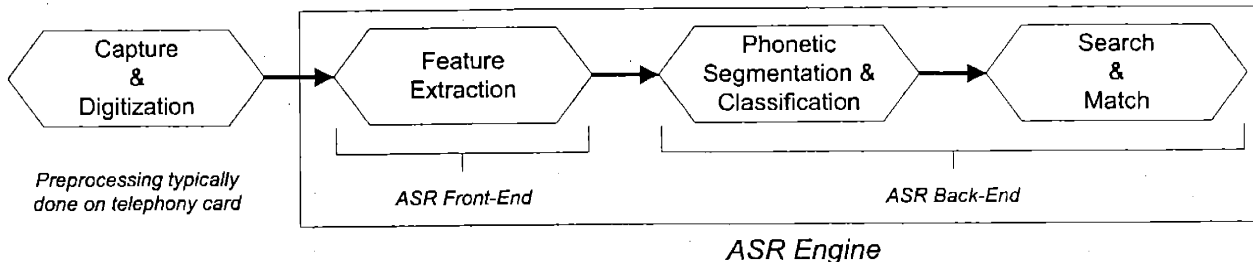 Capture
&
Digitization
Feature
Extraction
Phonetic
Segmentation &
Classification
Search
&
Match
Preprocessing typically
done on telephony card
ASR Front-End
ASR Back-End
ASR Engine